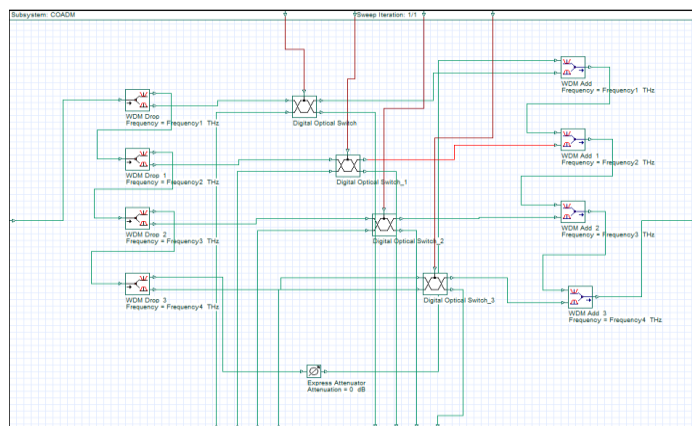 Subsystem: COADM
Sweep Iteration: 1/1
WDM Add
Frequency = Frequency1 THz
WDM Drop
Frequency = Frequency1 THz
Digital Optical Switch
WDM Add 1
Frequency = Frequency2 THz
WDM Drop 1
Frequency = Frequency2 THz
Digital Optical Switch_1
WDM Add 2
Frequency = Frequency3 THz
WDM Drop 2
Frequency = Frequency3 THz
Digital Optical Switch_2
WDM Drop 3
Frequency = Frequency4 THz
Digital Optical Switch_3
WDM Add 3
Frequency = Frequency4 THz
Express Attenuator
Attenuation = 0 dB